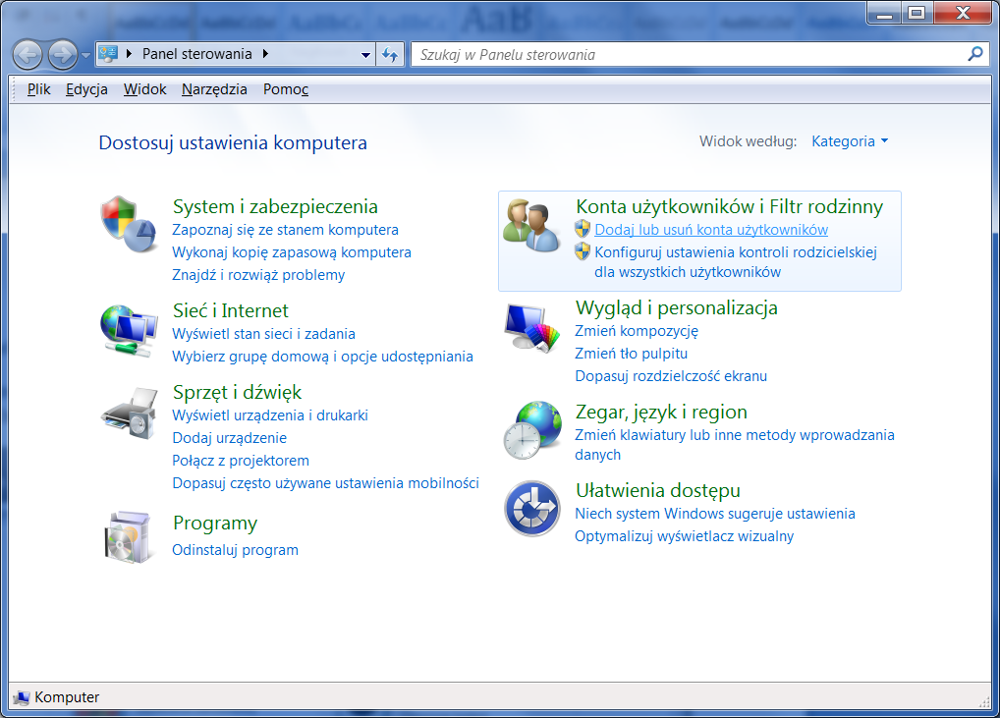 AaB
Panel sterowania
Szukaj w Panelu sterowania
Plik Edycja Widok Narzędzia Pomoc
Dostosuj ustawienia komputera
Widok według: Kategoria
System i zabezpieczenia
Zapoznaj się ze stanem komputera
Wykonaj kopię zapasową komputera
Znajdź i rozwiąż problemy
Sieć i Internet
Wyświetl stan sieci i zadania
Wybierz grupę domową i opcje udostępniania
Sprzęt i dźwięk
Wyświetl urządzenia i drukarki
Dodaj urządzenie
Połącz z projektorem
Dopasuj często używane ustawienia mobilności
Programy
Odinstaluj program
Konta użytkowników i Filtr rodzinny
Dodaj lub usuń konta użytkowników
Konfiguruj ustawienia kontroli rodzicielskiej
dla wszystkich użytkowników
Wygląd i personalizacja
Zmień kompozycję
Zmień tło pulpitu
Dopasuj rozdzielczość ekranu
Zegar, język i region
Zmień klawiatury lub inne metody wprowadzania
danych
Ułatwienia dostępu
Niech system Windows sugeruje ustawienia
Optymalizuj wyświetlacz wizualny
Komputer